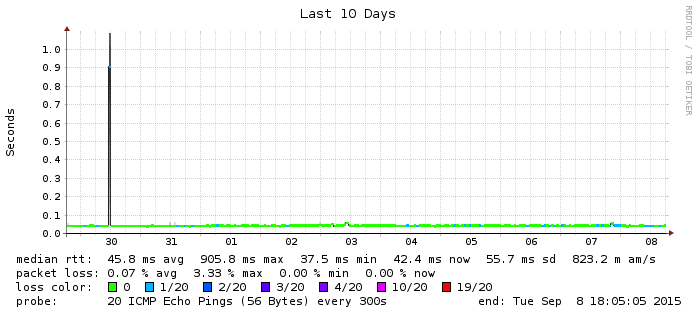 Last 10 Days
RRDTOOL / TOBI OETIKER
Seconds
1.0
0.9
0.8
0.7
0.6
0.5
0.4
0.3
0.2
0.1
0.0
30 31 01 02 03 04 05 06 07 08
median rtt: 45.8 ms avg 905.8 ms max 37.5 ms min 42.4 ms now 55.7 ms sd 823.2 m am/s
packet loss: 0.07 % avg 3.33 % max 0.00 % min 0.00 % now
loss color: 0 1/20 2/20 3/20 4/20 10/20 19/20
probe: 20 ICMP Echo Pings (56 Bytes) every 300s end: Tue Sep 8 18:05:05 2015